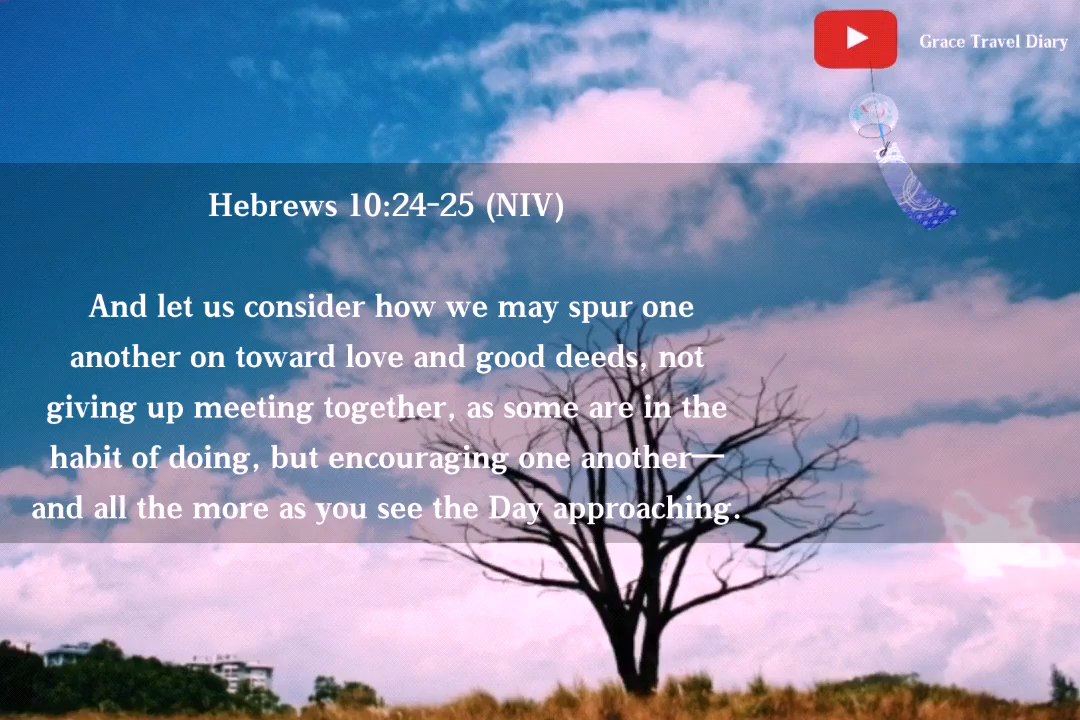 Grace Travel Diary
Hebrews 10:24-25 (NIV)
And let us consider how we may spur one
another on toward love and good deeds, not
giving up meeting together, as some are in the
habit of doing, but encouraging one another—
and all the more as you see the Day approaching.